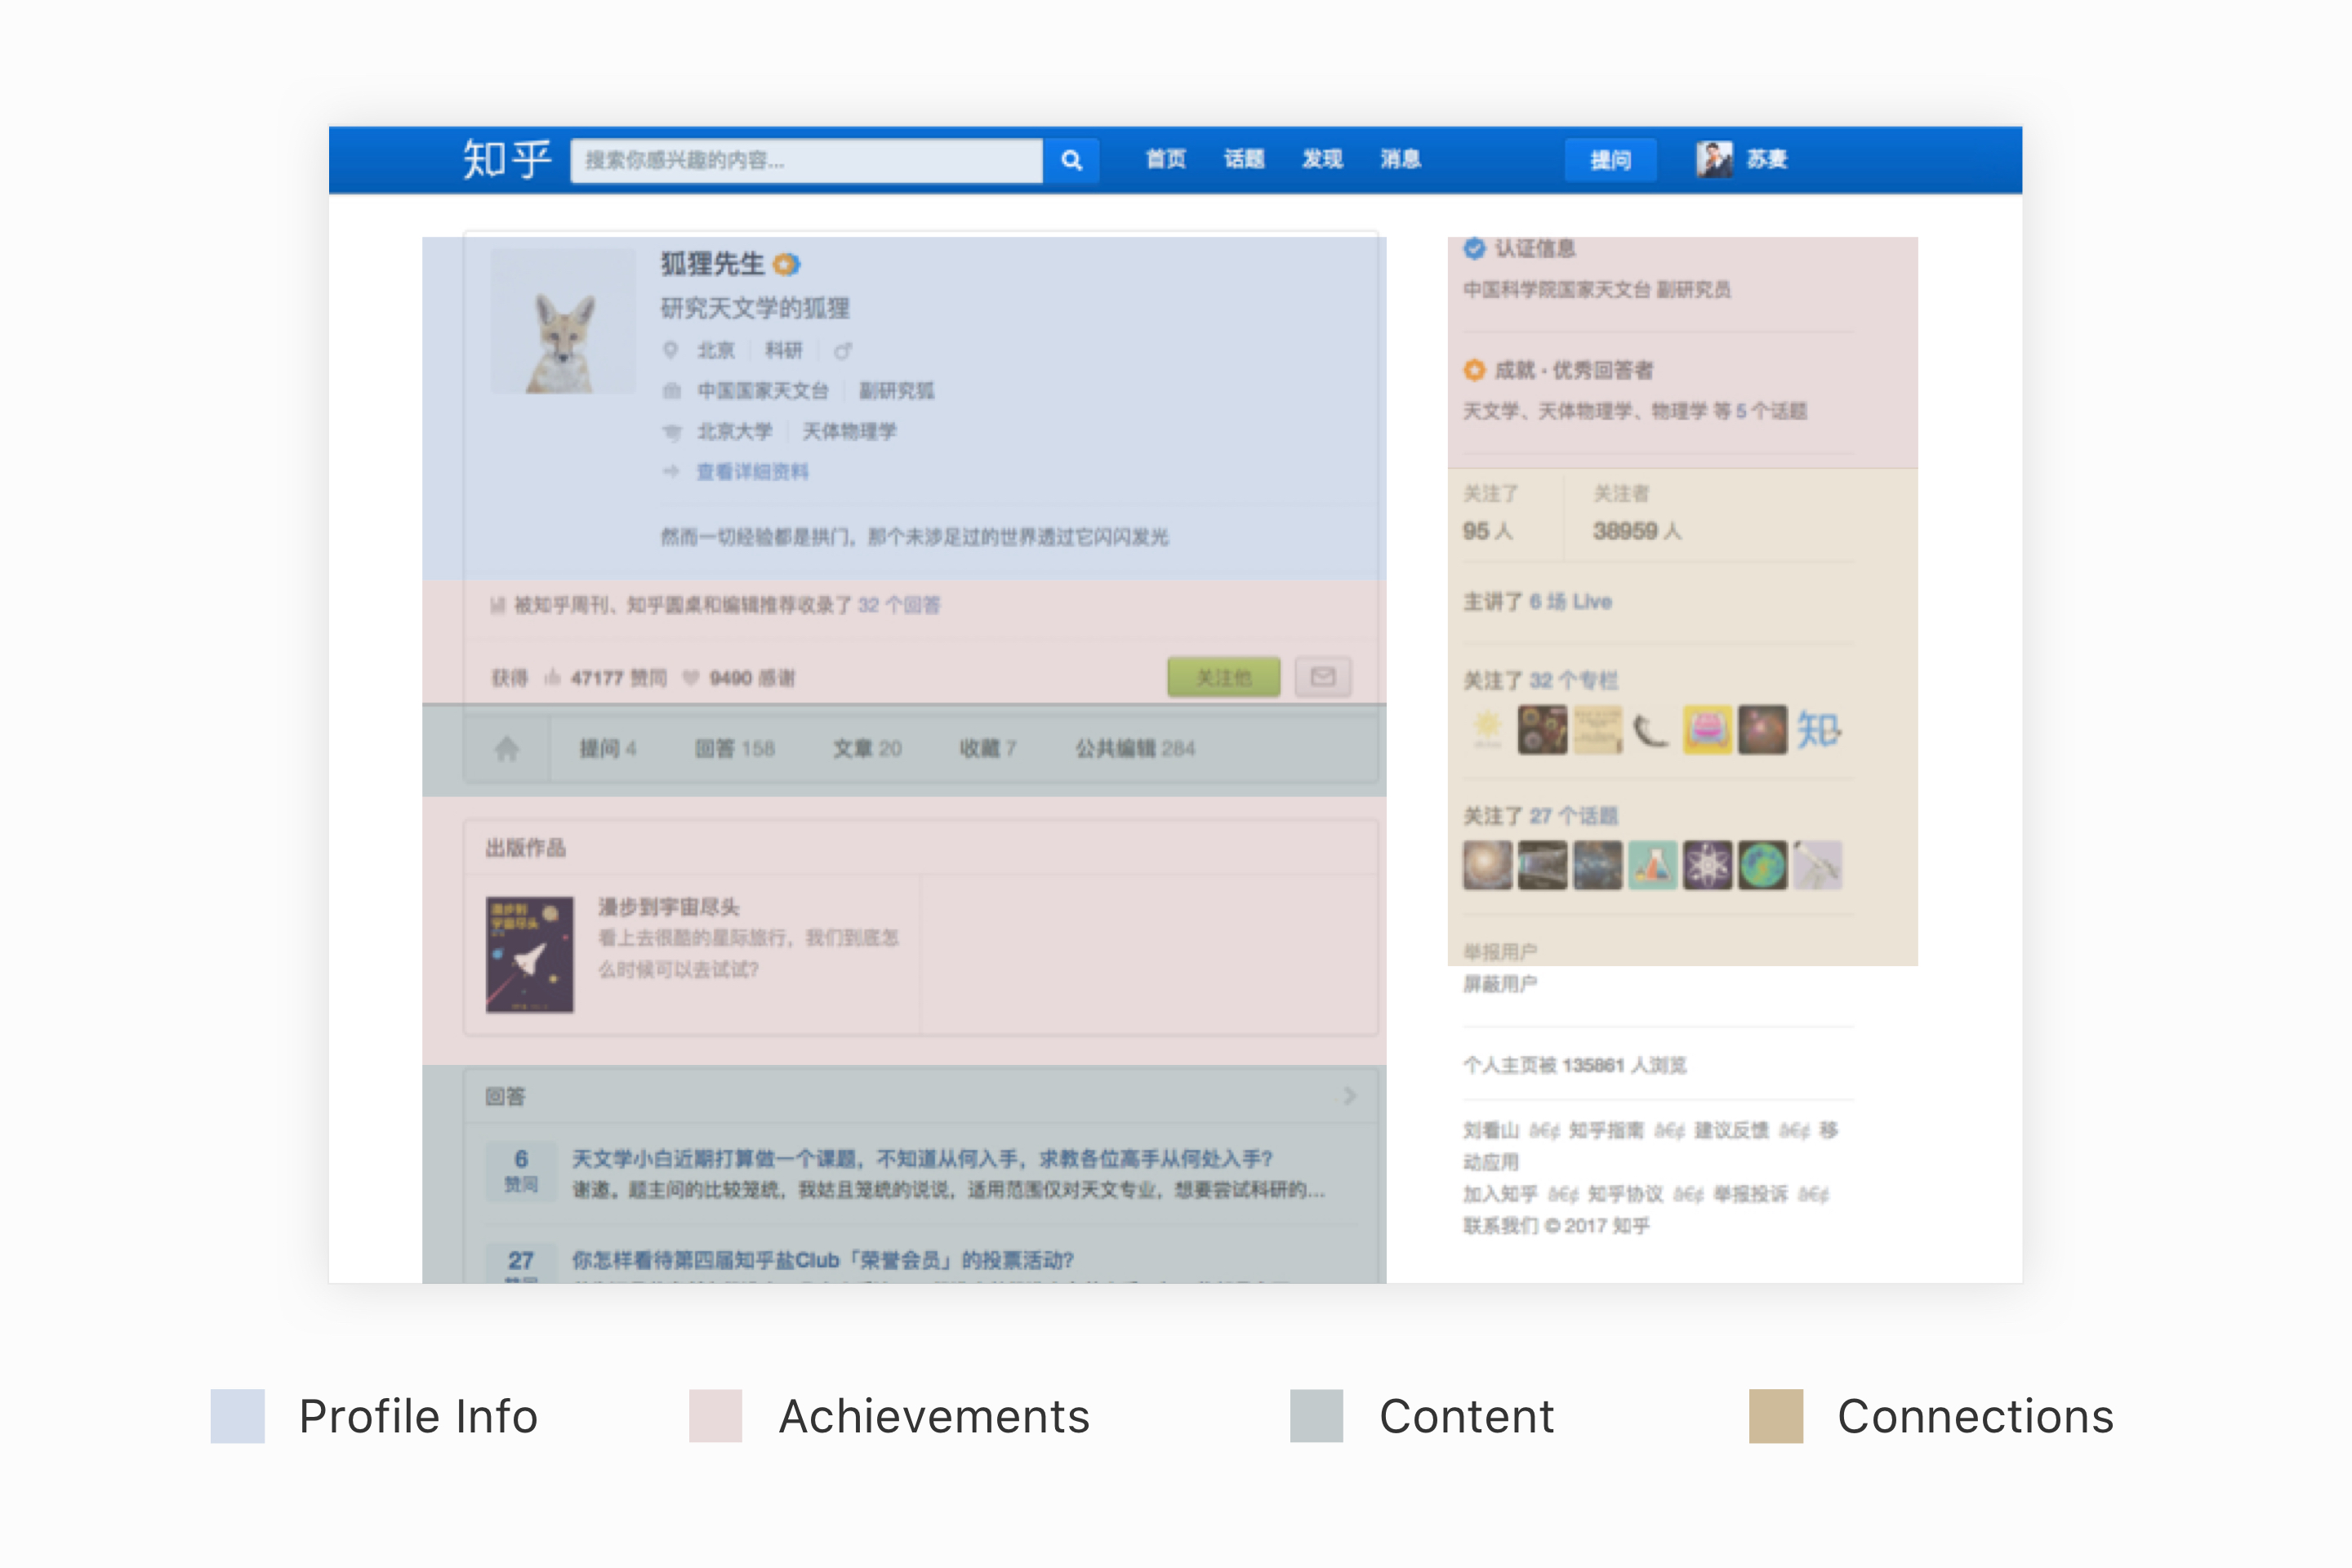 知乎
搜索你感兴趣的内容...
首页 话题 发现 消息
提问
苏麦
狐狸先生
研究天文学的狐狸
北京 科研
中国国家天文台 副研究狐
北京大学 天体物理学
查看详细资料
然而一切经验都是拱门，那个未涉足过的世界透过它闪闪发光
被知乎周刊、知乎圆桌和编辑推荐收录了 32 个回答
获得 47177 赞同 9490 感谢
关注他
提问 4 回答 158 文章 20 收藏 7 公共编辑 284
出版作品
漫步到
宇宙尽头
漫步到宇宙尽头
看上去很酷的星际旅行，我们到底怎
么时候可以去试试？
回答
6
赞同
天文学小白近期打算做一个课题，不知道从何入手，求教各位高手从何处入手？
谢邀。题主问的比较笼统，我姑且笼统的说说，适用范围仅对天文专业，想要尝试科研的...
27
你怎样看待第四届知乎盐Club「荣誉会员」的投票活动？
认证信息
中国科学院国家天文台 副研究员
成就 · 优秀回答者
天文学、天体物理学、物理学 等 5 个话题
关注了 关注者
95 人 38959 人
主讲了 6 场 Live
关注了 32 个专栏
知
关注了 27 个话题
举报用户
屏蔽用户
个人主页被 135861 人浏览
刘看山 â€¢ 知乎指南 â€¢ 建议反馈 â€¢ 移
动应用
加入知乎 â€¢ 知乎协议 â€¢ 举报投诉 â€¢
联系我们 © 2017 知乎
Profile Info
Achievements
Content
Connections